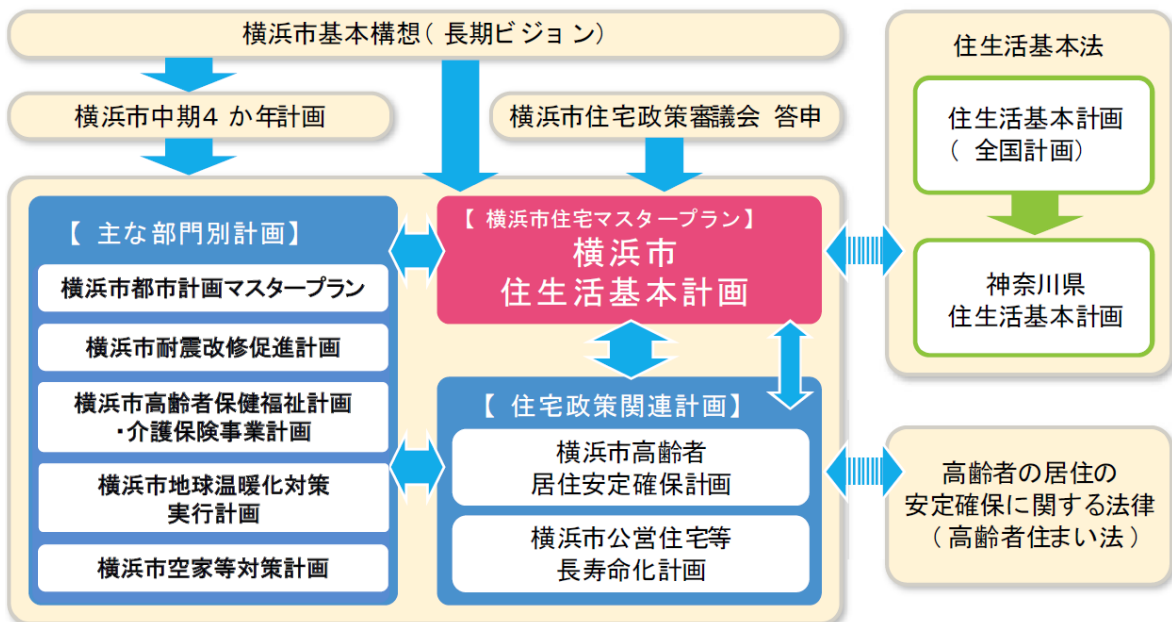 横浜市基本構想(長期ビジョン)
横浜市中期4か年計画
横浜市住宅政策審議会 答申
【 主な部門別計画】
横浜市都市計画マスタープラン
横浜市耐震改修促進計画
横浜市高齢者保健福祉計画
・介護保険事業計画
横浜市地球温暖化対策
実行計画
横浜市空家等対策計画
【 横浜市住宅マスタープラン】
横浜市
住生活基本計画
【 住宅政策関連計画】
横浜市高齢者
居住安定確保計画
横浜市公営住宅等
長寿命化計画
住生活基本法
住生活基本計画
( 全国計画)
神奈川県
住生活基本計画
高齢者の居住の
安定確保に関する法律
(高齢者住まい法)